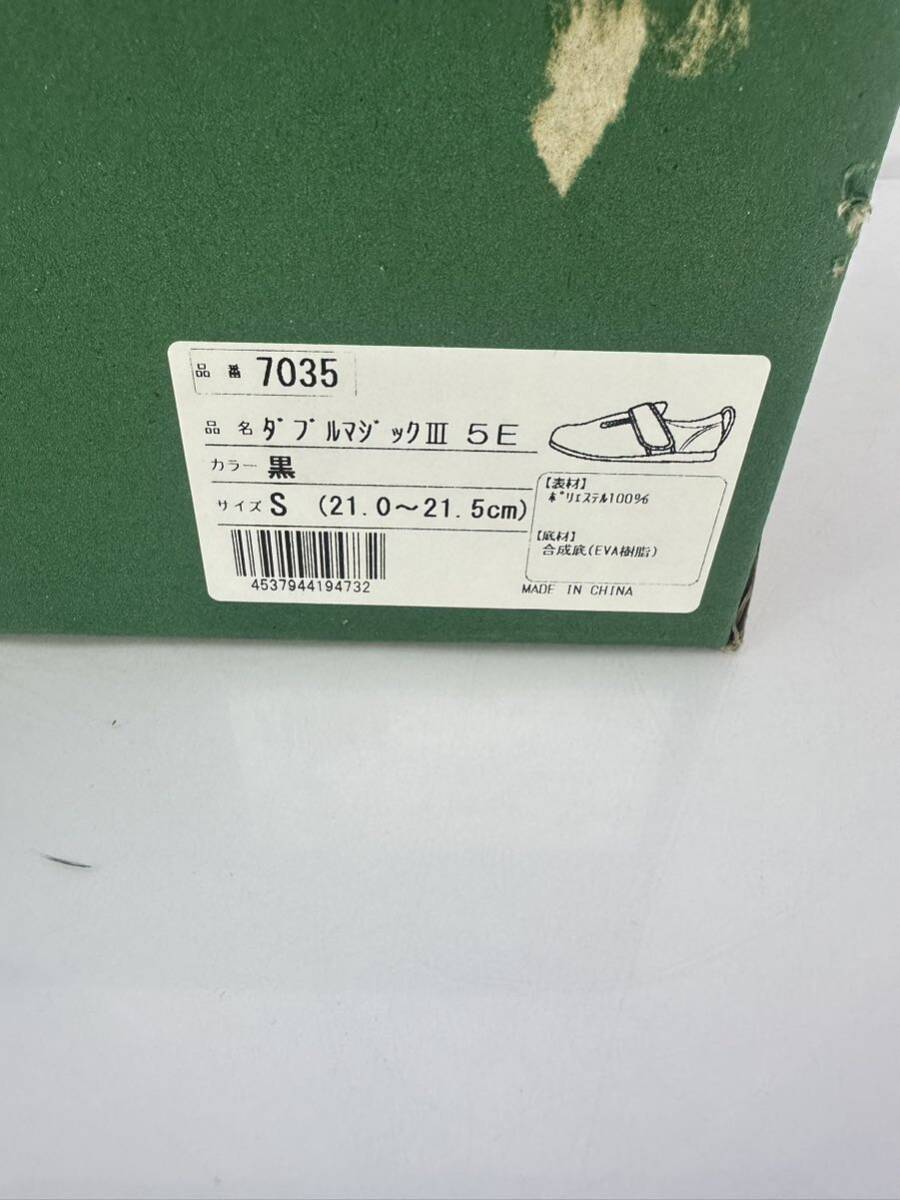 品番 7035
品名 ﾀﾞﾌﾞﾙﾏｼﾞｯｸⅢ 5E
カラー 黒
サイズ S (21.0～21.5cm)
【表材】
ﾎﾟﾘｴｽﾃﾙ100%
【底材】
合成底(EVA樹脂)
4537944194732
MADE IN CHINA